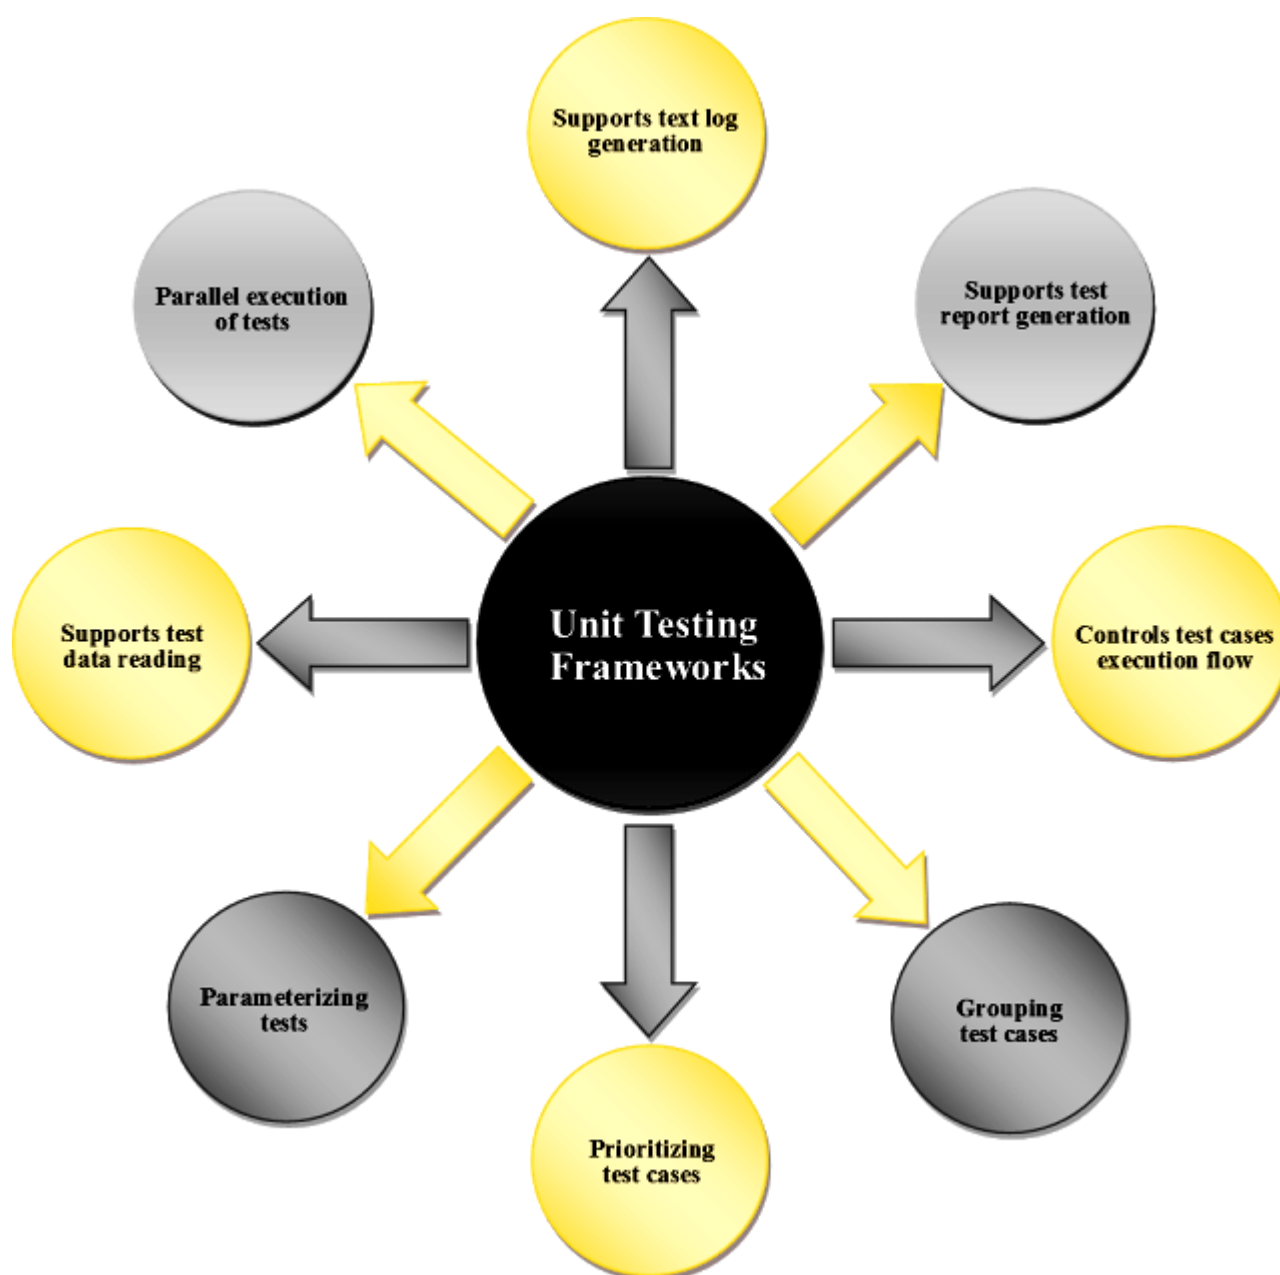 Supports text log
generation
Parallel execution
of tests
Supports test
report generation
Supports test
data reading
Unit Testing
Frameworks
Controls test cases
execution flow
Parameterizing
tests
Grouping
test cases
Prioritizing
test cases